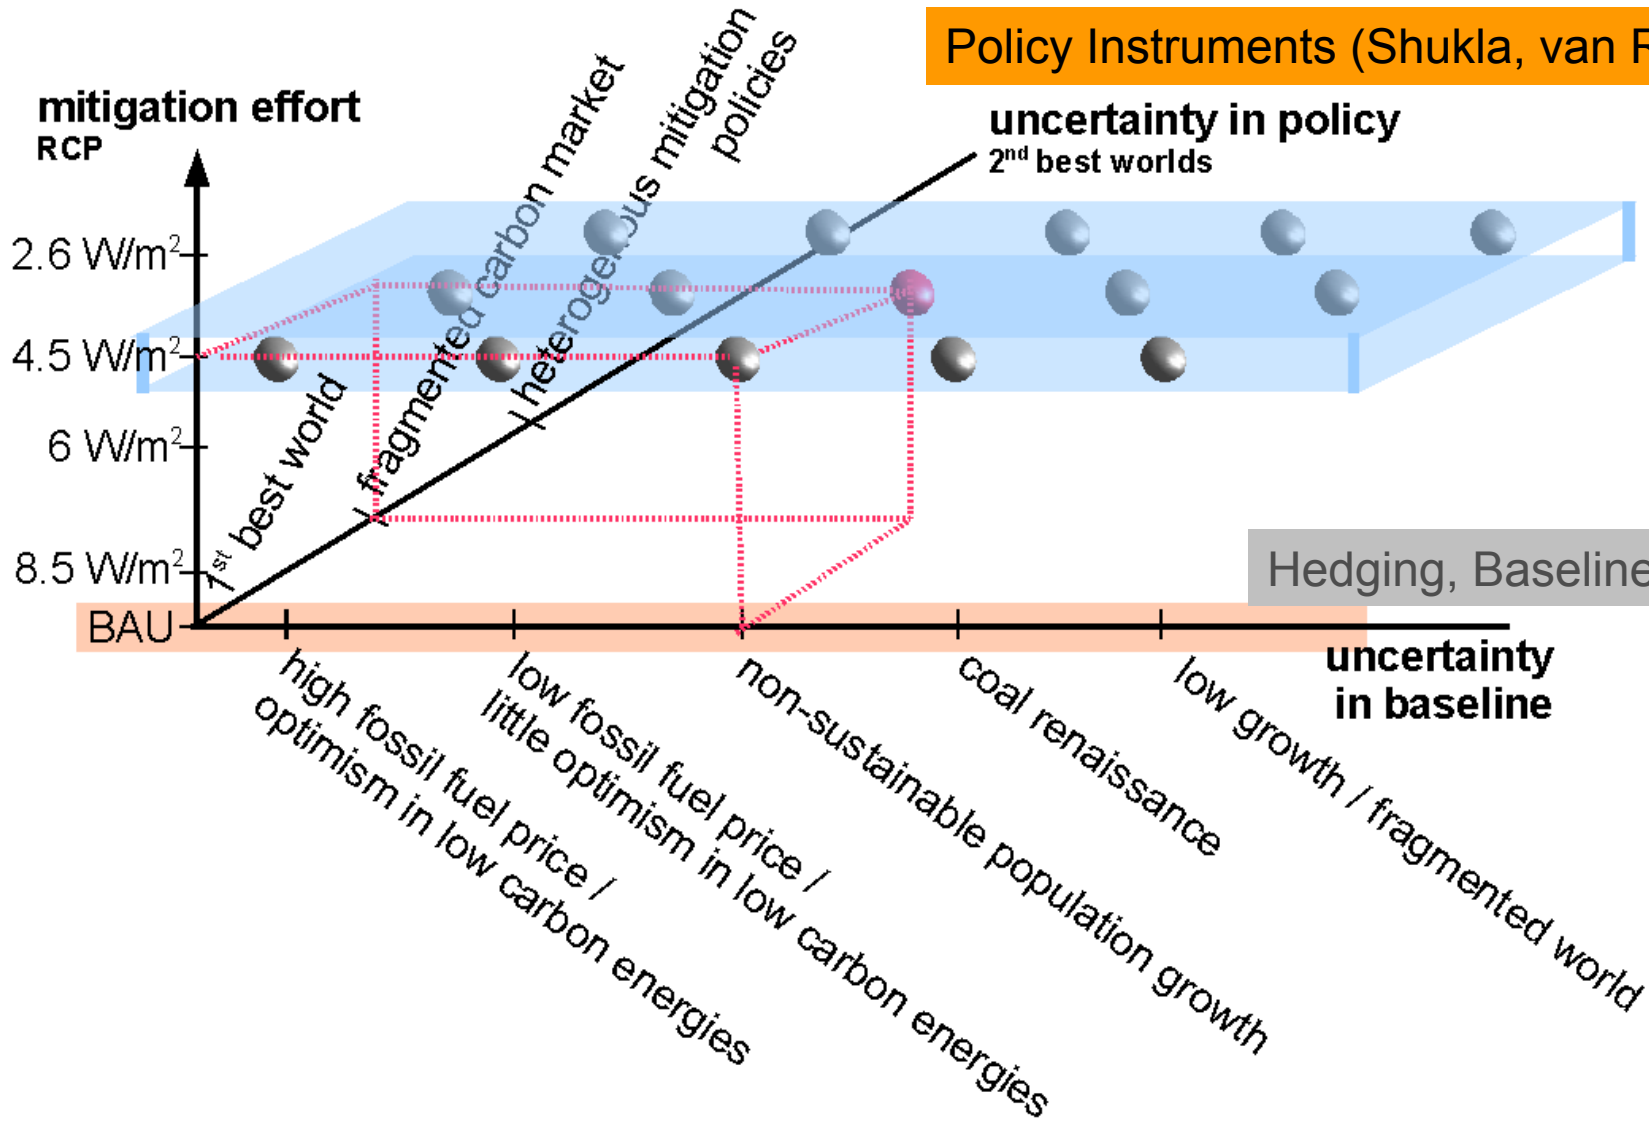 Policy Instruments (Shukla, van R
mitigation effort
RCP
uncertainty in policy
2nd best worlds
1st best world
fragmented carbon market
heterogeneous mitigation
policies
2.6 W/m2
4.5 W/m2
6 W/m2
8.5 W/m2
BAU
Hedging, Baseline
uncertainty
in baseline
high fossil fuel price /
optimism in low carbon energies
low fossil fuel price /
little optimism in low carbon energies
non-sustainable population growth
coal renaissance
low growth / fragmented world